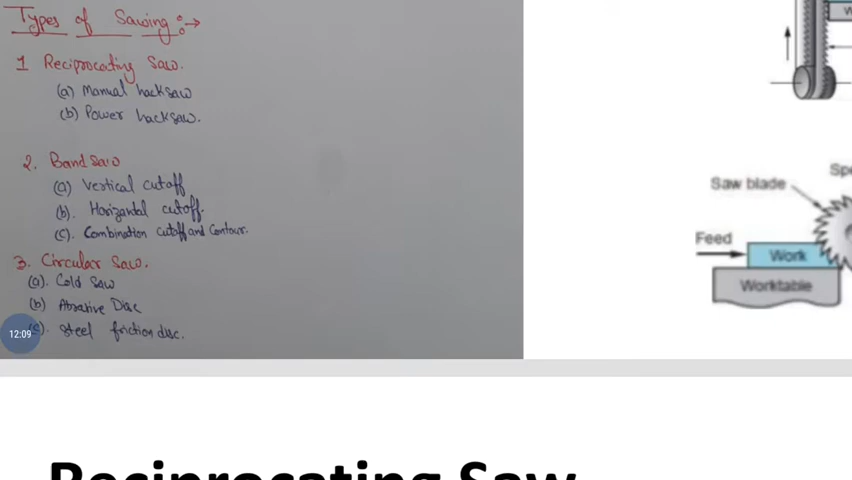 Types of Sawing :→
1 Reciprocating Saw.
(a) Manual hacksaw
(b) Power hacksaw.
2. Band saw
(a) Vertical cutoff
(b). Horizantal cutoff.
(c). Combination cutoff and Contour.
3. Circular Saw.
(a). Cold Saw
(b) Abrative Disc
(c). Steel friction disc.
12:09
Saw blade
Feed
Work
Worktable
Reciprocating Saw